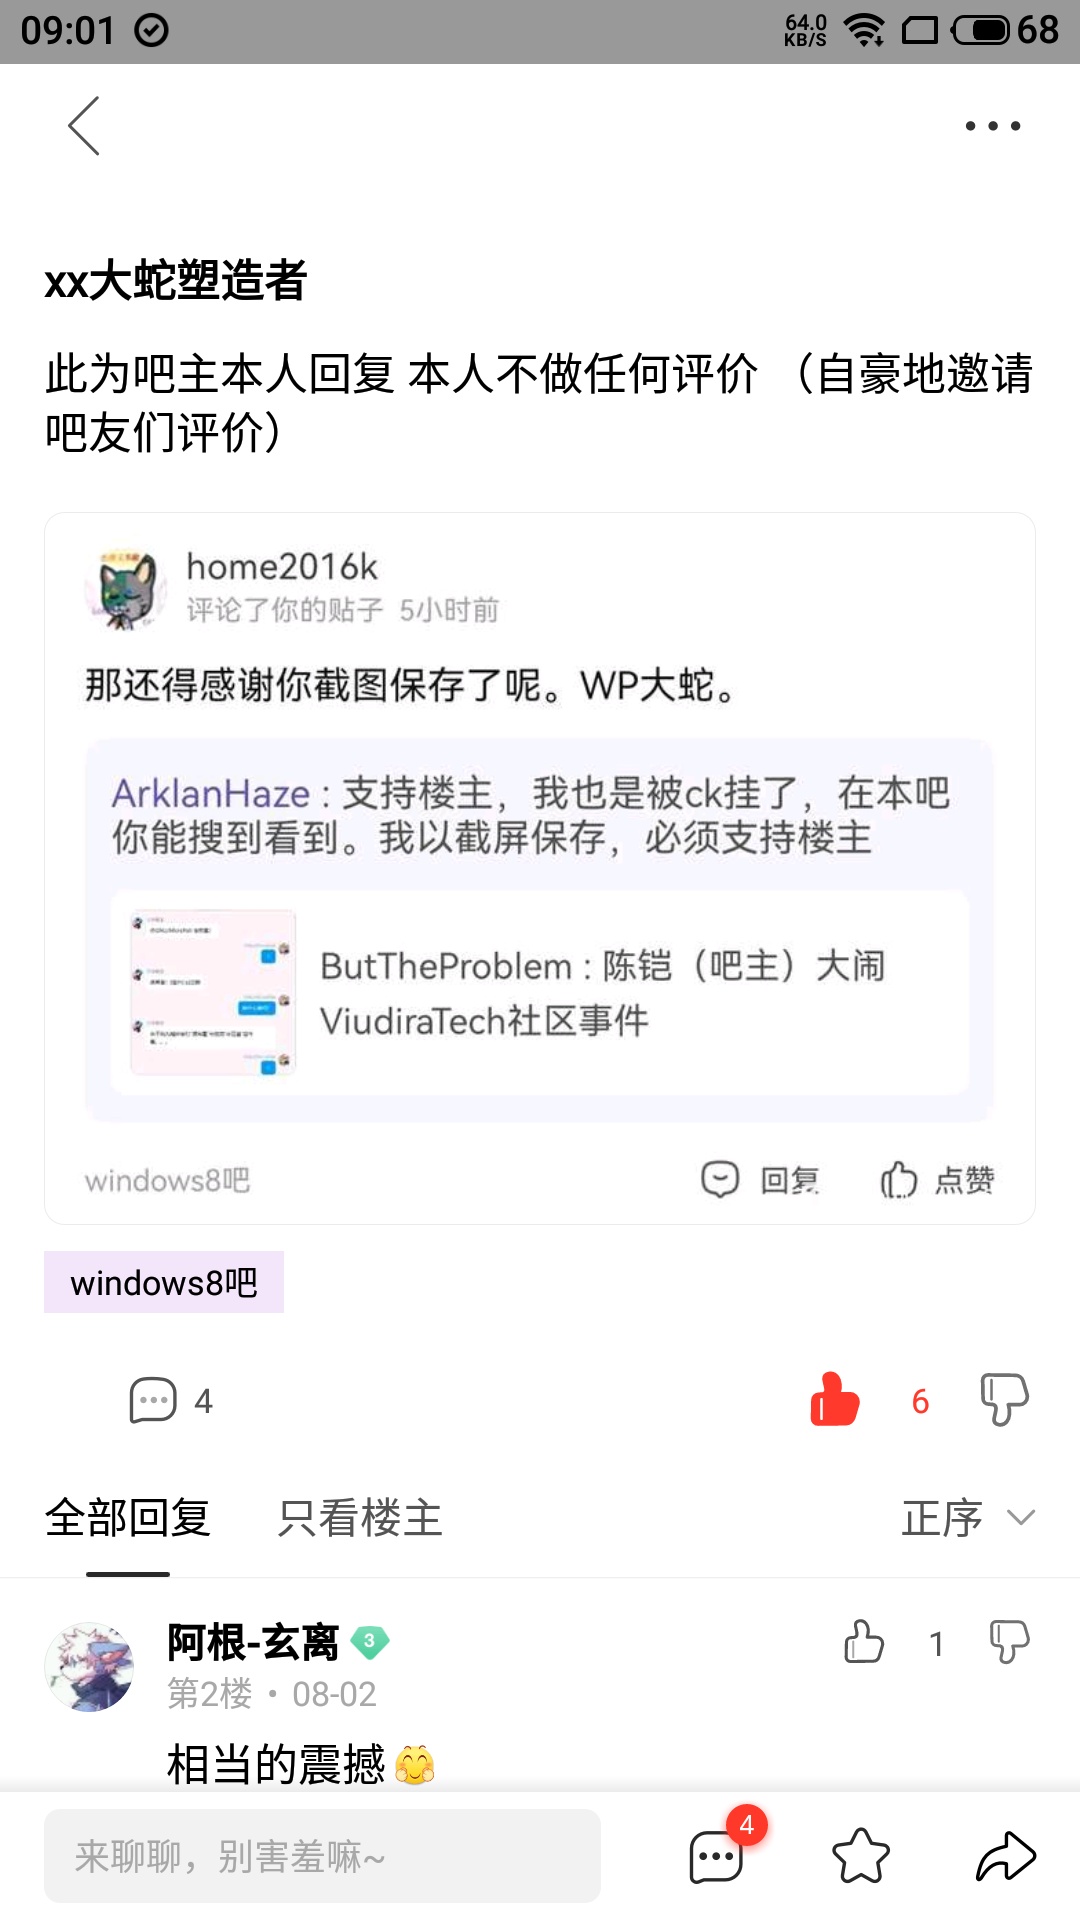 09:01
64.0
KB/S
68
xx大蛇塑造者
此为吧主本人回复 本人不做任何评价 （自豪地邀请
吧友们评价）
home2016k
评论了你的贴子 5小时前
那还得感谢你截图保存了呢。WP大蛇。
ArklanHaze : 支持楼主，我也是被ck挂了，在本吧
你能搜到看到。我以截屏保存，必须支持楼主
ButTheProblem : 陈铠（吧主）大闹
ViudiraTech社区事件
windows8吧
回复
点赞
windows8吧
4
6
全部回复
只看楼主
正序
阿根-玄离
3
1
第2楼 • 08-02
相当的震撼🤗
来聊聊，别害羞嘛~
4